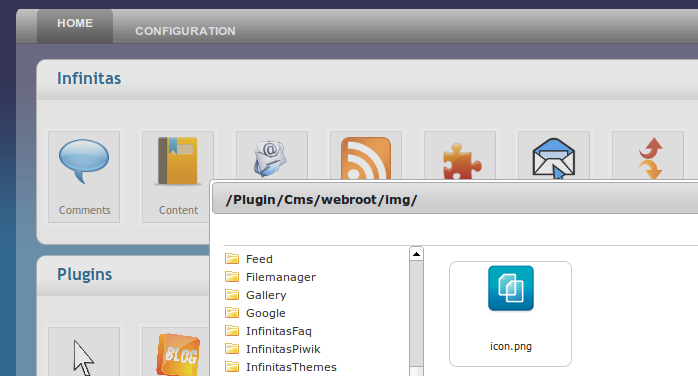 HOME
CONFIGURATION
Infinitas
Comments
Content
/Plugin/Cms/webroot/img/
Plugins
BLOG
Feed
Filemanager
Gallery
Google
InfinitasFaq
InfinitasPiwik
InfinitasThemes
icon.png